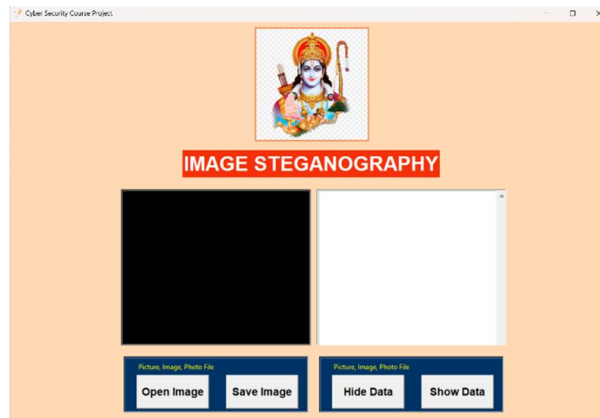 Cyber Security Course Project
IMAGE STEGANOGRAPHY
Picture, Image, Photo File
Open Image Save Image
Picture, Image, Photo File
Hide Data Show Data